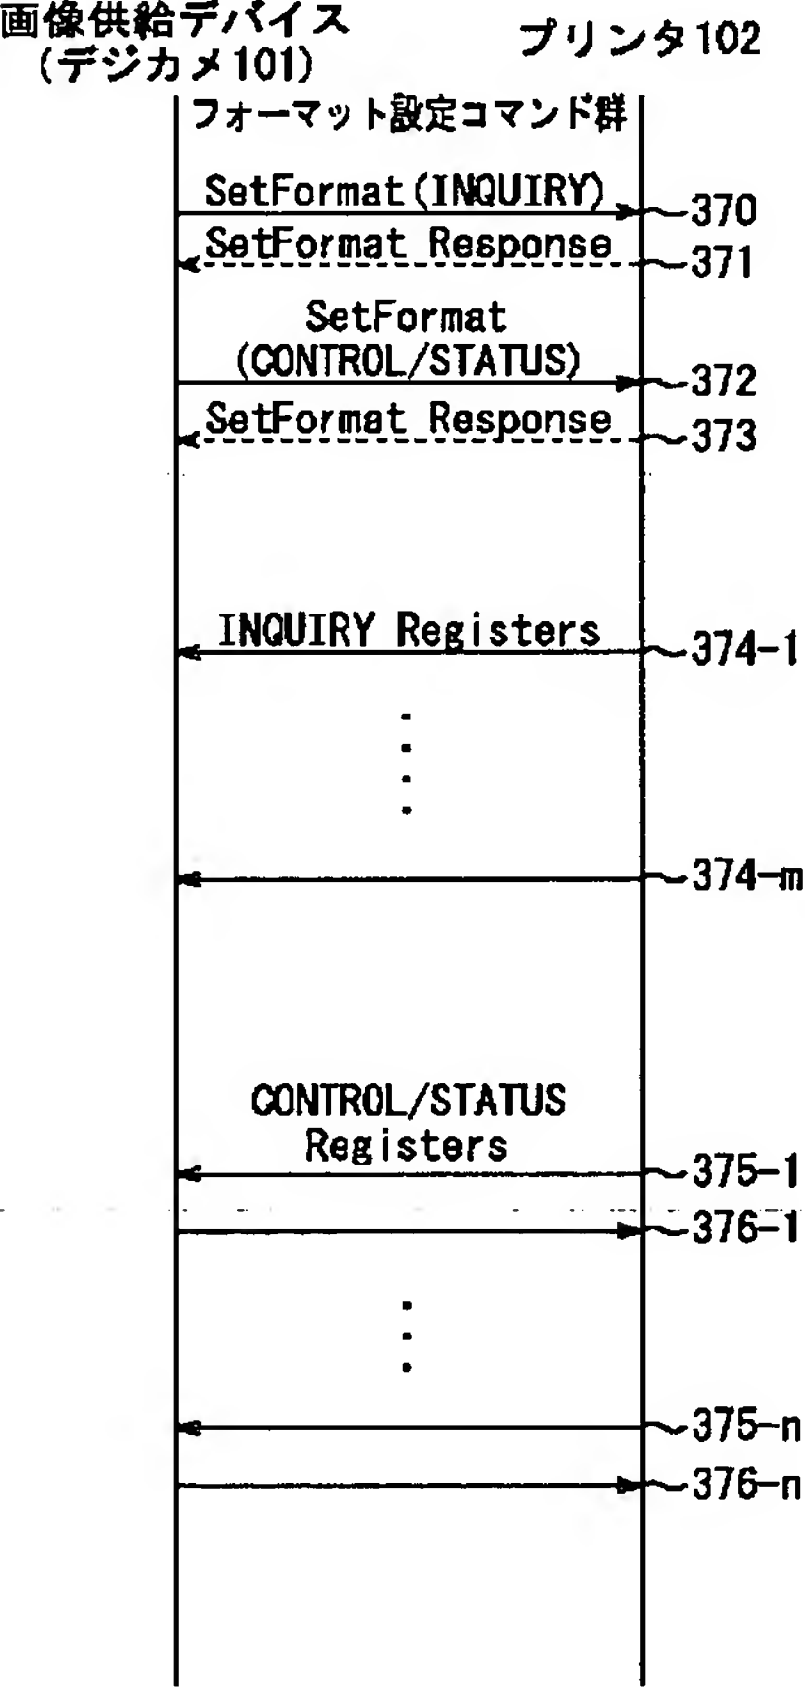 画像供給デバイス
(デジカメ101)
プリンタ102
フォーマット設定コマンド群
SetFormat(INQUIRY)
370
SetFormat Response
371
SetFormat
(CONTROL/STATUS)
372
SetFormat Response
373
INQUIRY Registers
374-1
374-m
CONTROL/STATUS
Registers
375-1
376-1
375-n
376-n